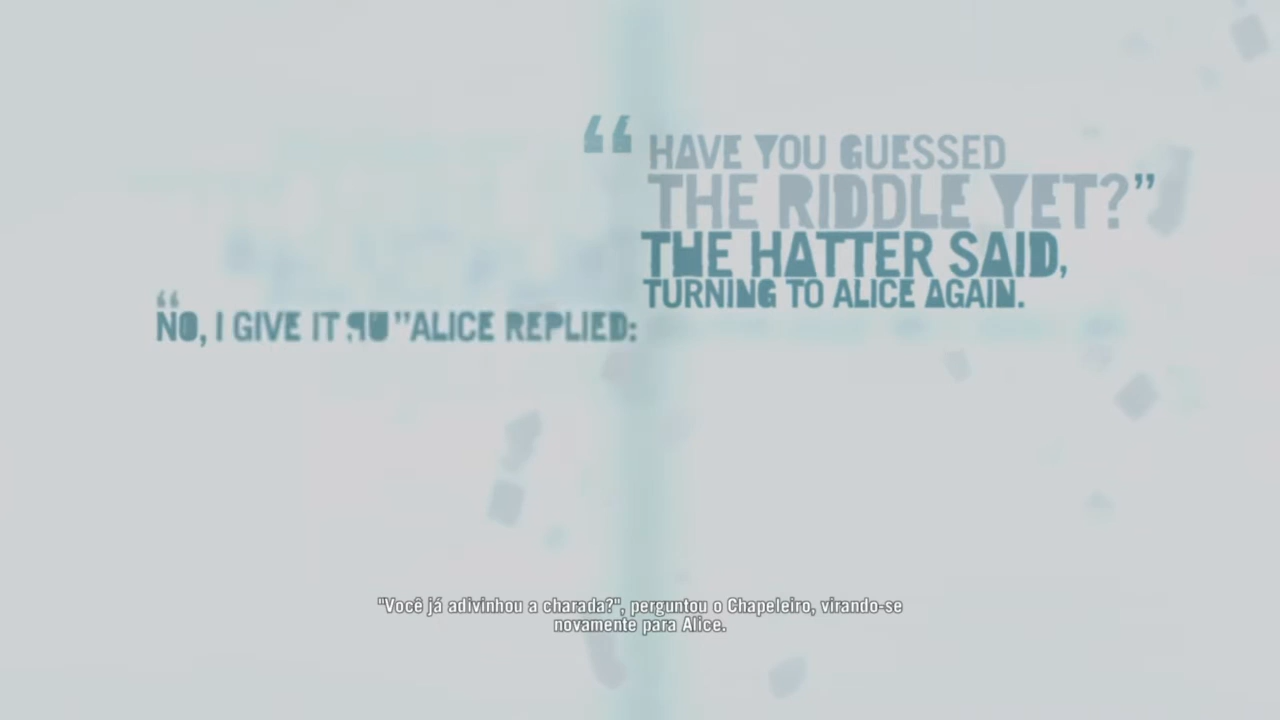 “HAVE YOU GUESSED
THE RIDDLE YET?”
THE HATTER SAID,
TURNING TO ALICE AGAIN.
“NO, I GIVE IT UP,”ALICE REPLIED:
"Você já adivinhou a charada?", perguntou o Chapeleiro, virando-se
novamente para Alice.